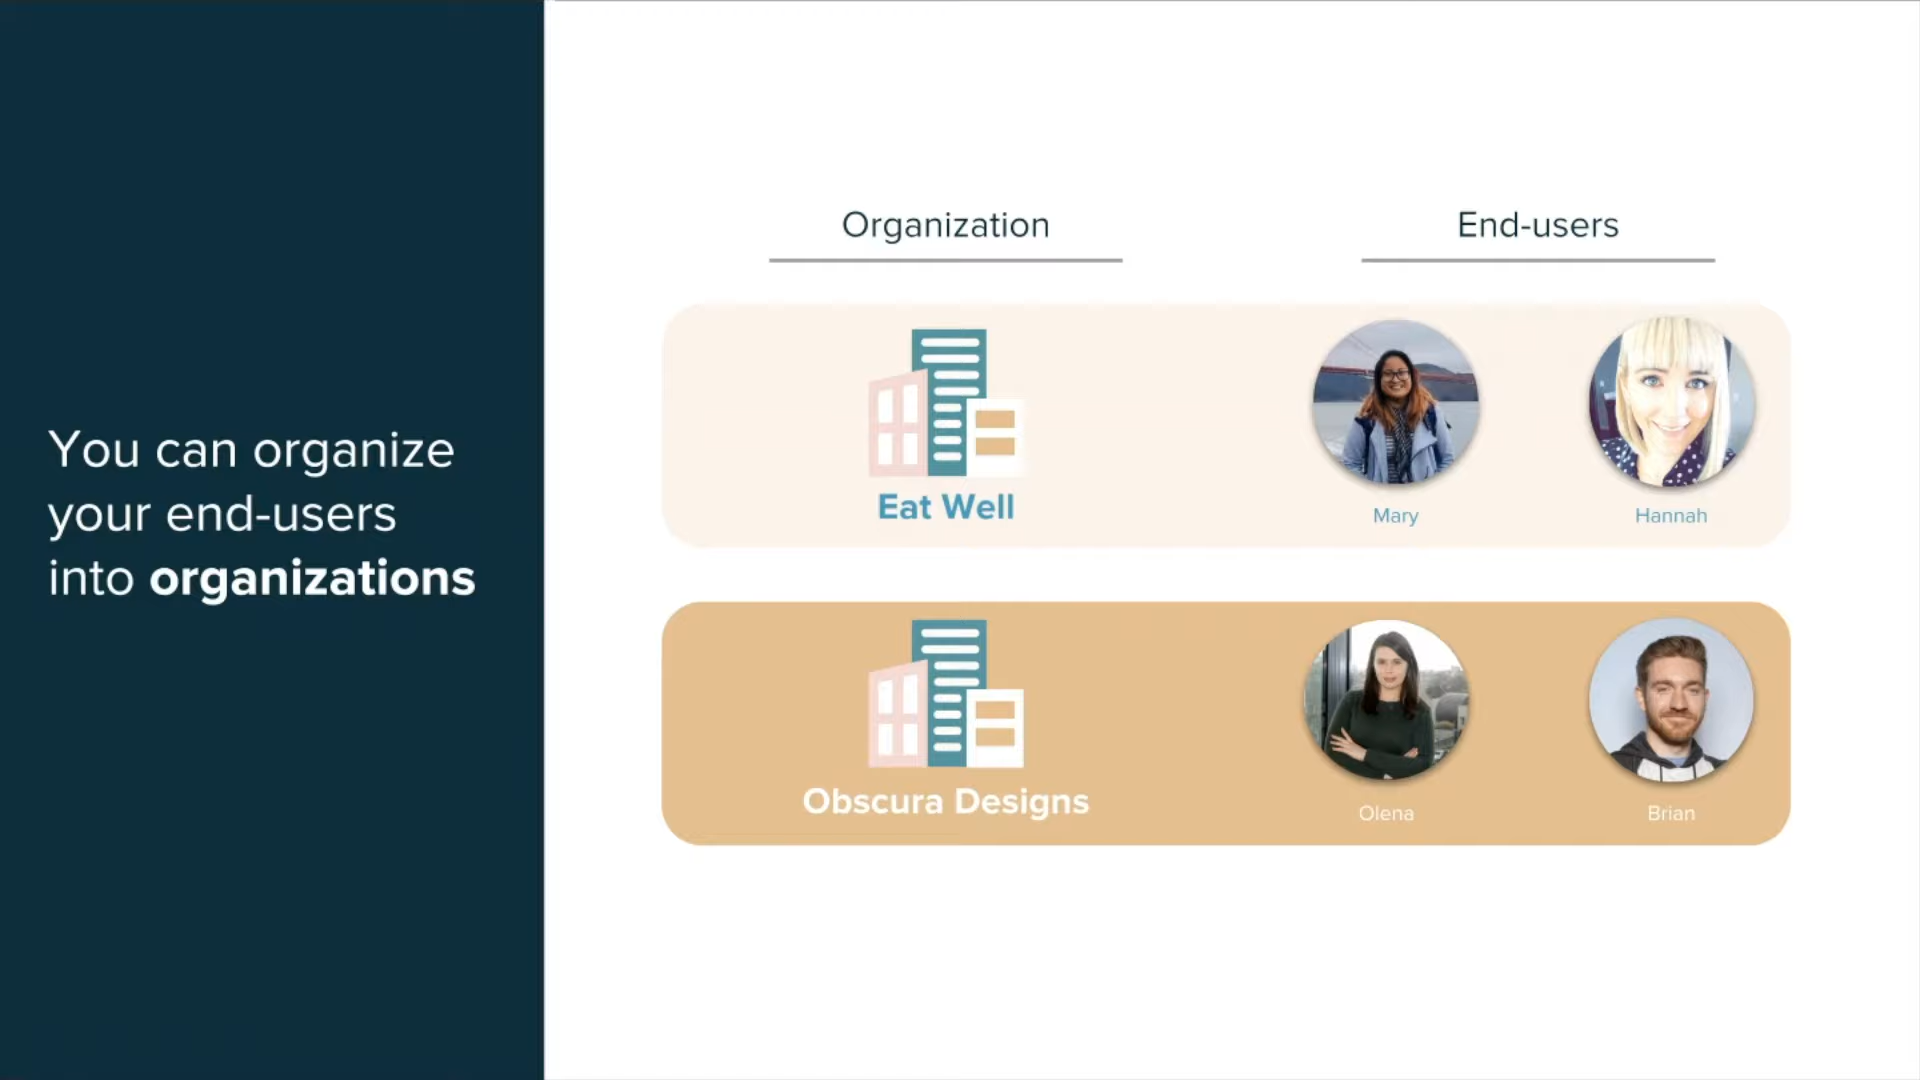 You can organize
your end-users
into organizations
Organization
End-users
Eat Well
Mary
Hannah
Obscura Designs
Olena
Brian